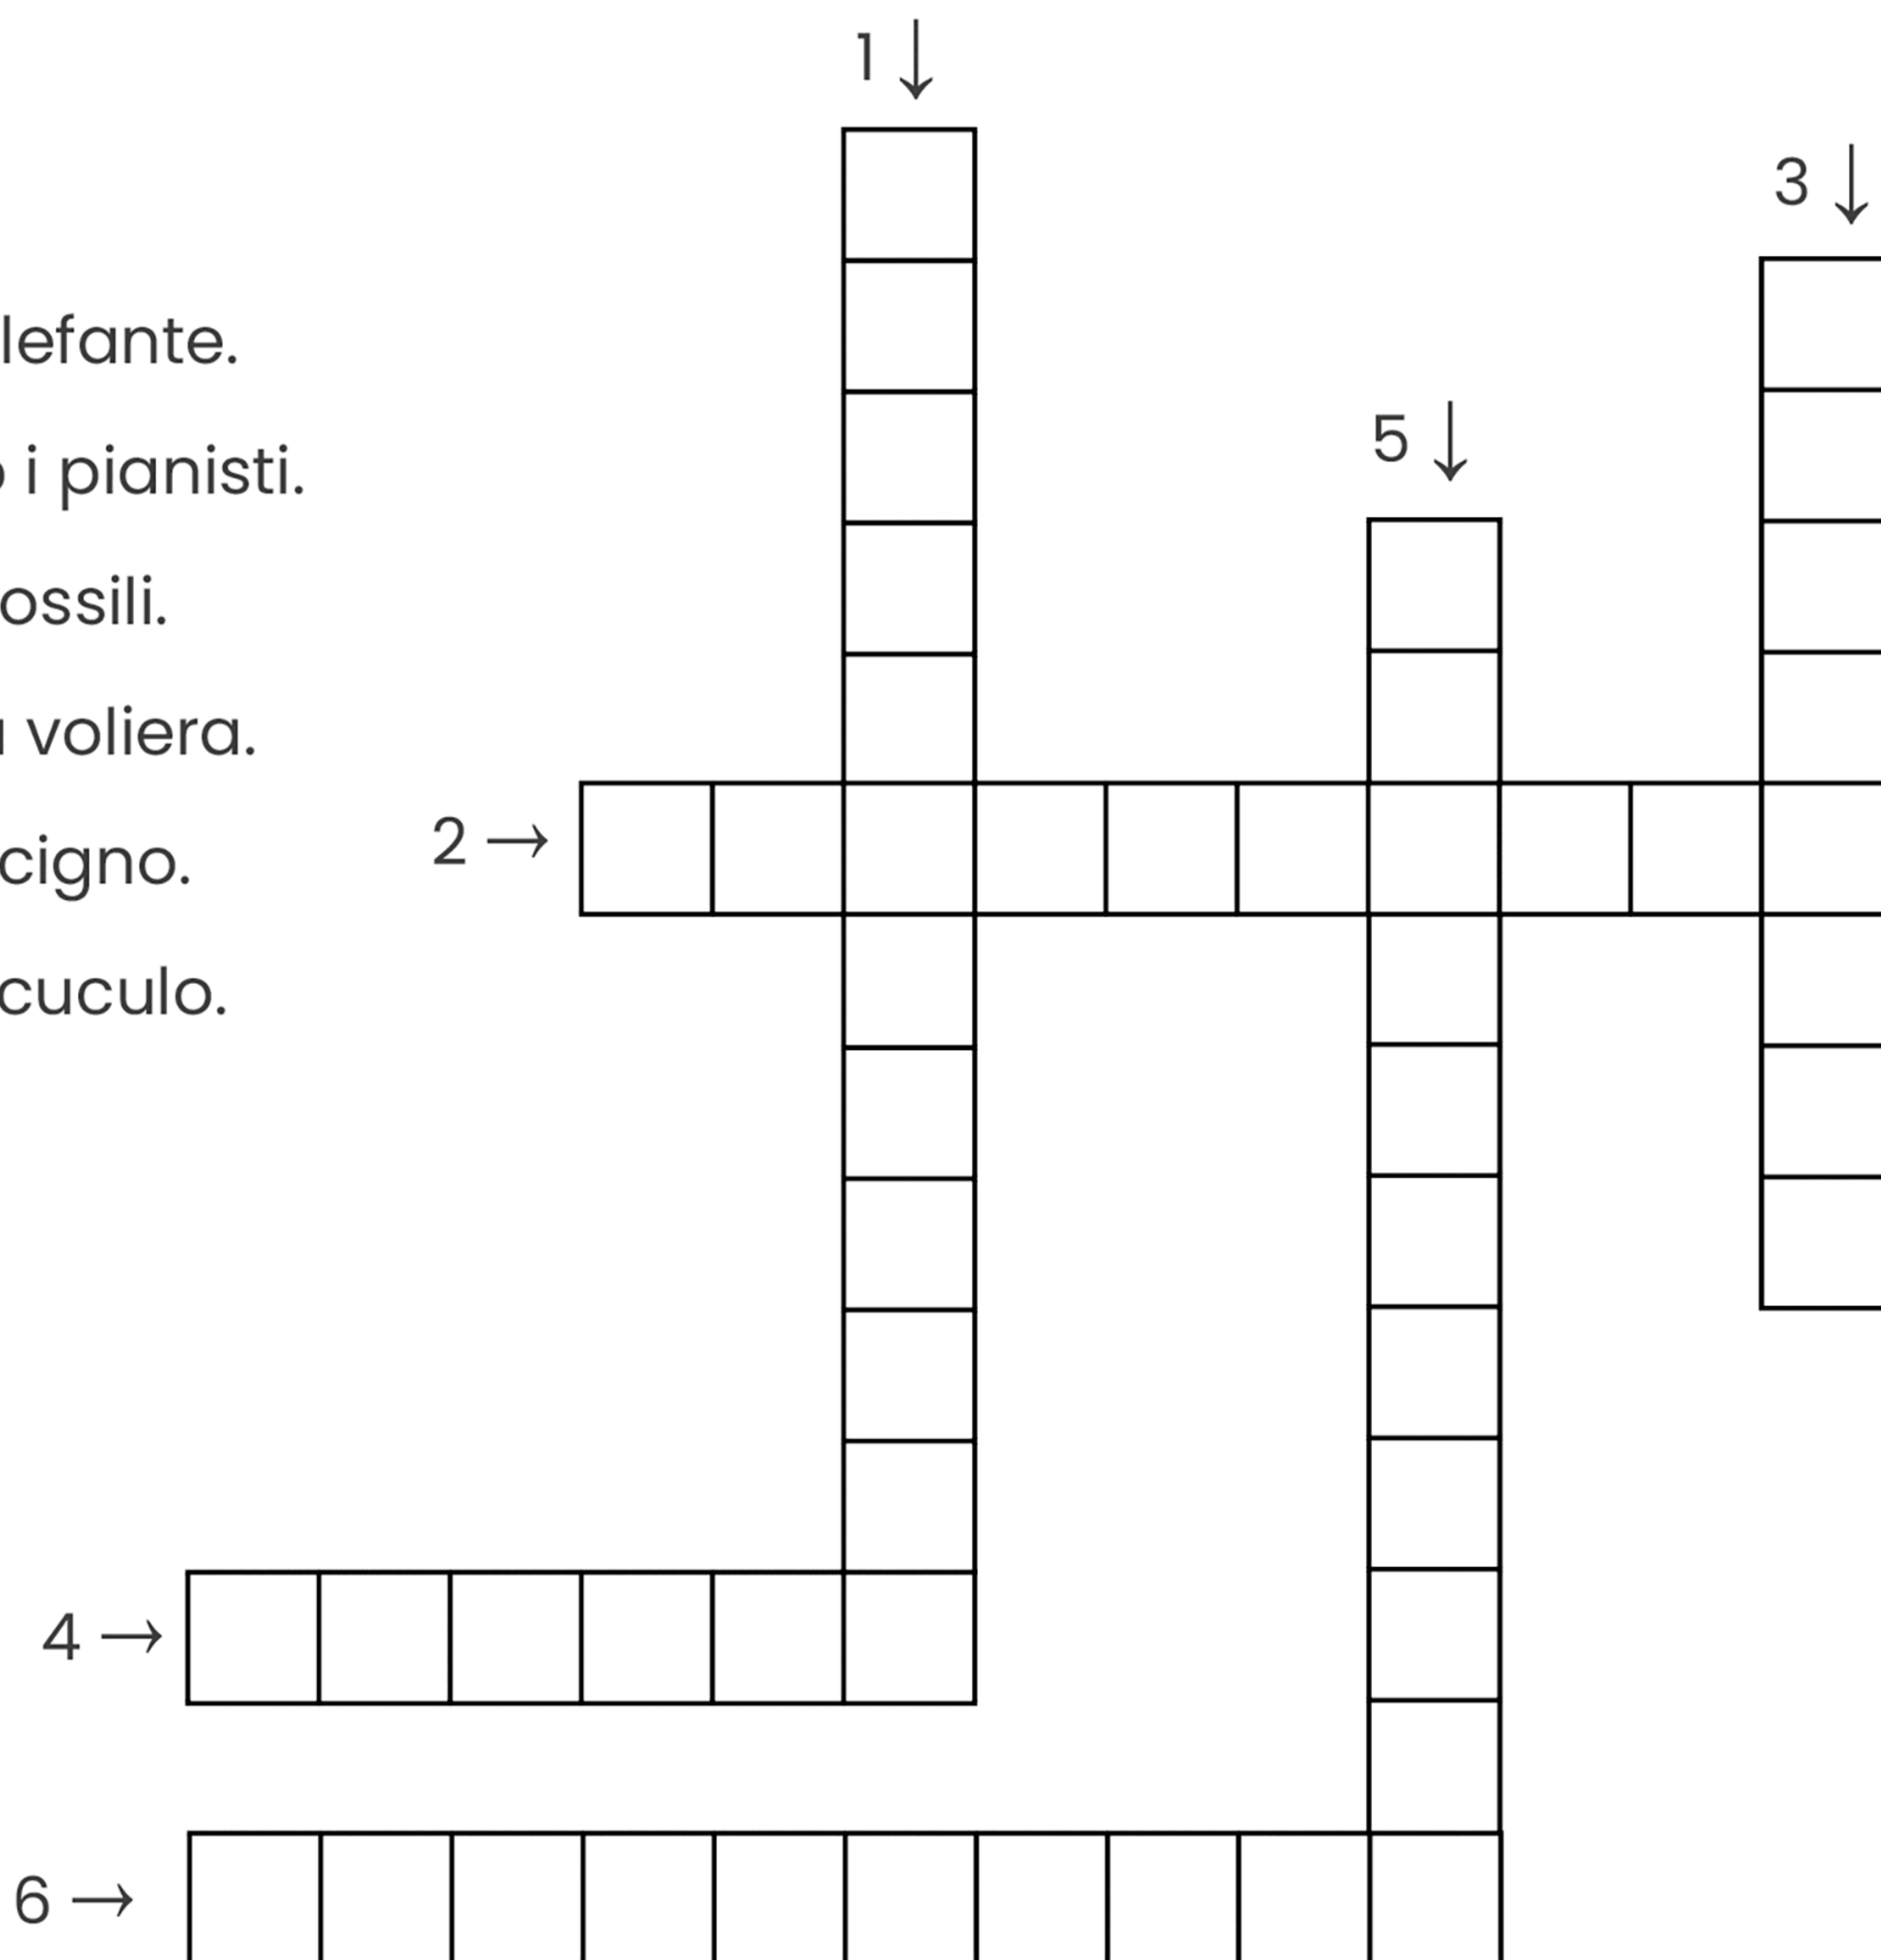 1 ↓
3 ↓
lefante.
5 ↓
i pianisti.
ossili.
voliera.
2 →
cigno.
cuculo.
4 →
6 →